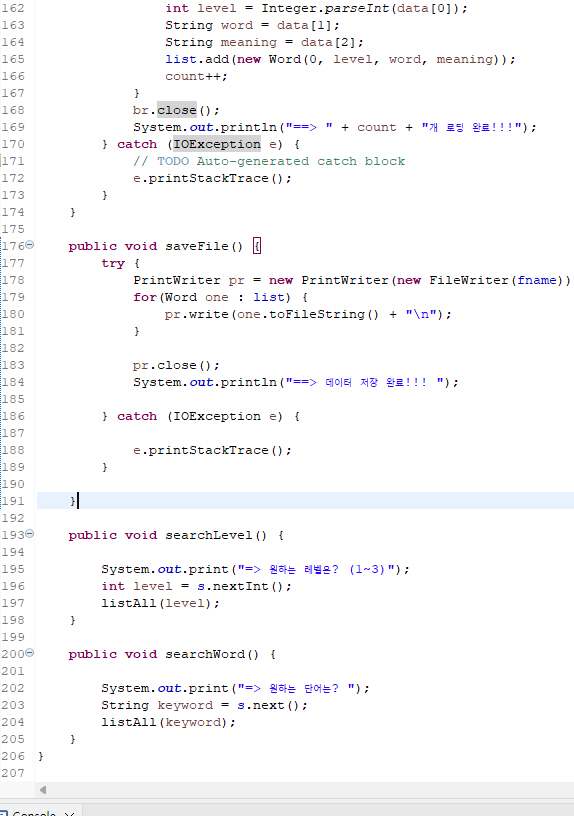 162 int level = Integer.parseInt(data[0]);
163 String word = data[1];
164 String meaning = data[2];
165 list.add(new Word(0, level, word, meaning));
166 count++;
167 }
168 br.close();
169 System.out.println("==> " + count + "개 로딩 완료!!!");
170 } catch (IOException e) {
171 // TODO Auto-generated catch block
172 e.printStackTrace();
173 }
174 }
175
176 public void saveFile() {
177 try {
178 PrintWriter pr = new PrintWriter(new FileWriter(fname))
179 for(Word one : list) {
180 pr.write(one.toFileString() + "\n");
181 }
182
183 pr.close();
184 System.out.println("==> 데이터 저장 완료!!! ");
185
186 } catch (IOException e) {
187
188 e.printStackTrace();
189 }
190
191 }
192
193 public void searchLevel() {
194
195 System.out.print("=> 원하는 레벨은? (1~3)");
196 int level = s.nextInt();
197 listAll(level);
198 }
199
200 public void searchWord() {
201
202 System.out.print("=> 원하는 단어는? ");
203 String keyword = s.next();
204 listAll(keyword);
205 }
206 }
207
Console